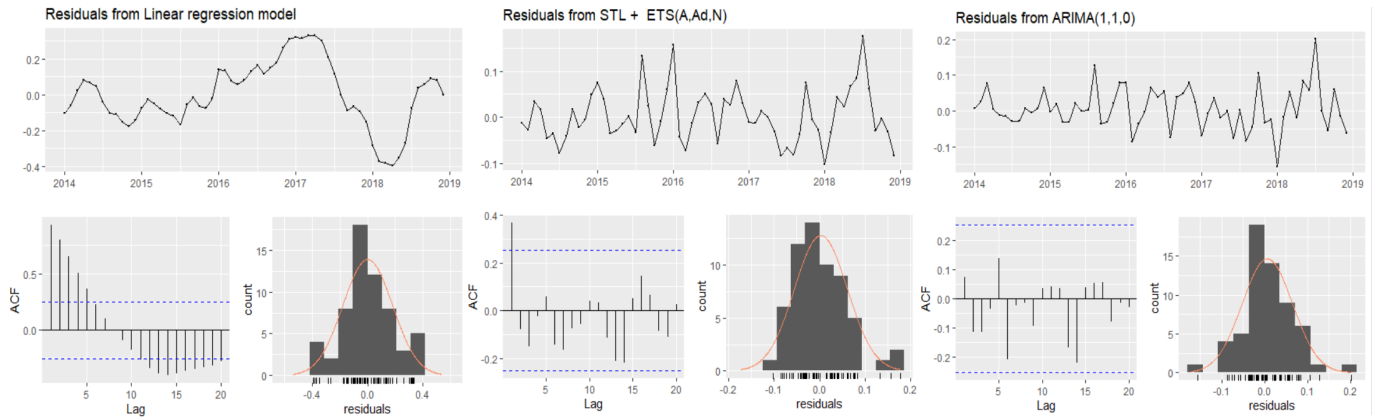 Residuals from Linear regression model
0.2
0.0
-0.2
-0.4
2014 2015 2016 2017 2018 2019
ACF
0.5
0.0
5 10 15 20
Lag
count
15
10
5
0
-0.4 0.0 0.4
residuals
Residuals from STL + ETS(A,Ad,N)
0.1
0.0
-0.1
2014 2015 2016 2017 2018 2019
ACF
0.4
0.2
0.0
-0.2
5 10 15 20
Lag
count
10
5
0
-0.2 -0.1 0.0 0.1 0.2
residuals
Residuals from ARIMA(1,1,0)
0.2
0.1
0.0
-0.1
2014 2015 2016 2017 2018 2019
ACF
0.2
0.1
0.0
-0.1
-0.2
5 10 15 20
Lag
count
15
10
5
0
-0.1 0.0 0.1 0.2
residuals